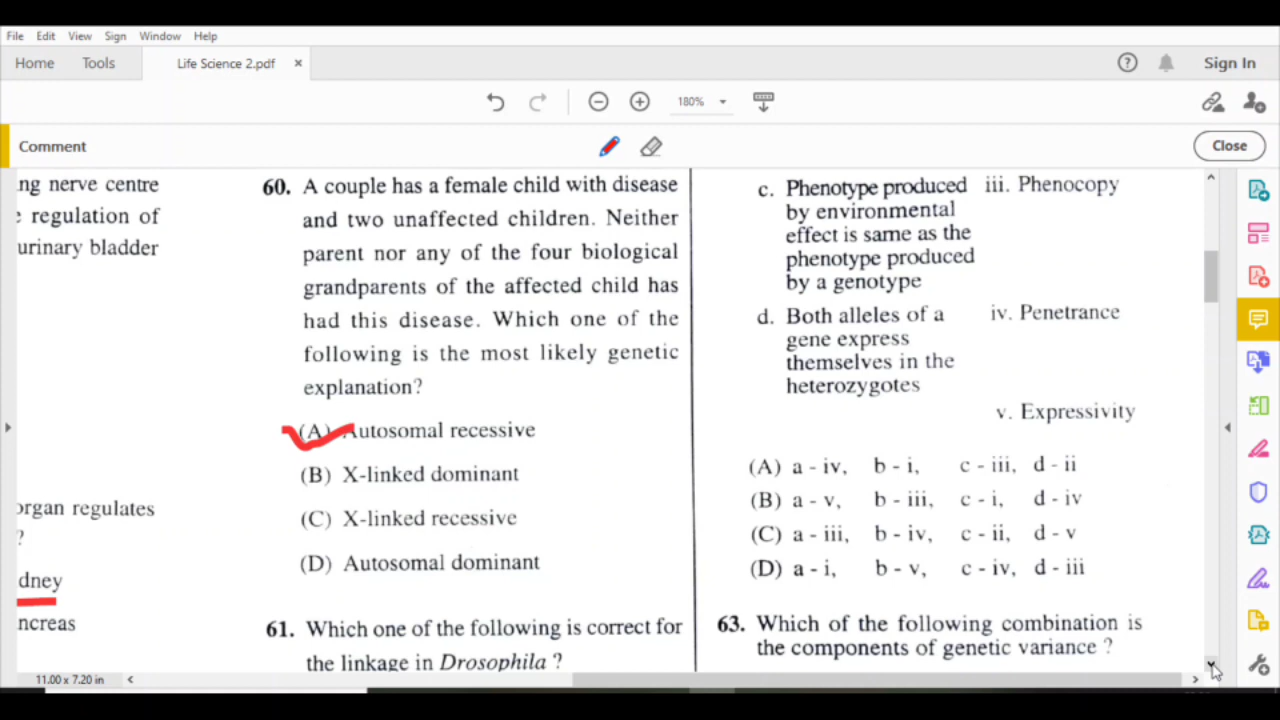 File Edit View Sign Window Help
Home Tools Life Science 2.pdf × ? Sign In
180%
Comment Close
ng nerve centre
regulation of
urinary bladder
organ regulates
?
dney
ncreas
60. A couple has a female child with disease
and two unaffected children. Neither
parent nor any of the four biological
grandparents of the affected child has
had this disease. Which one of the
following is the most likely genetic
explanation?
(A) Autosomal recessive
(B) X-linked dominant
(C) X-linked recessive
(D) Autosomal dominant
61. Which one of the following is correct for
the linkage in Drosophila ?
c. Phenotype produced iii. Phenocopy
by environmental
effect is same as the
phenotype produced
by a genotype
d. Both alleles of a iv. Penetrance
gene express
themselves in the
heterozygotes
v. Expressivity
(A) a - iv, b - i, c - iii, d - ii
(B) a - v, b - iii, c - i, d - iv
(C) a - iii, b - iv, c - ii, d - v
(D) a - i, b - v, c - iv, d - iii
63. Which of the following combination is
the components of genetic variance ?
11.00 x 7.20 in